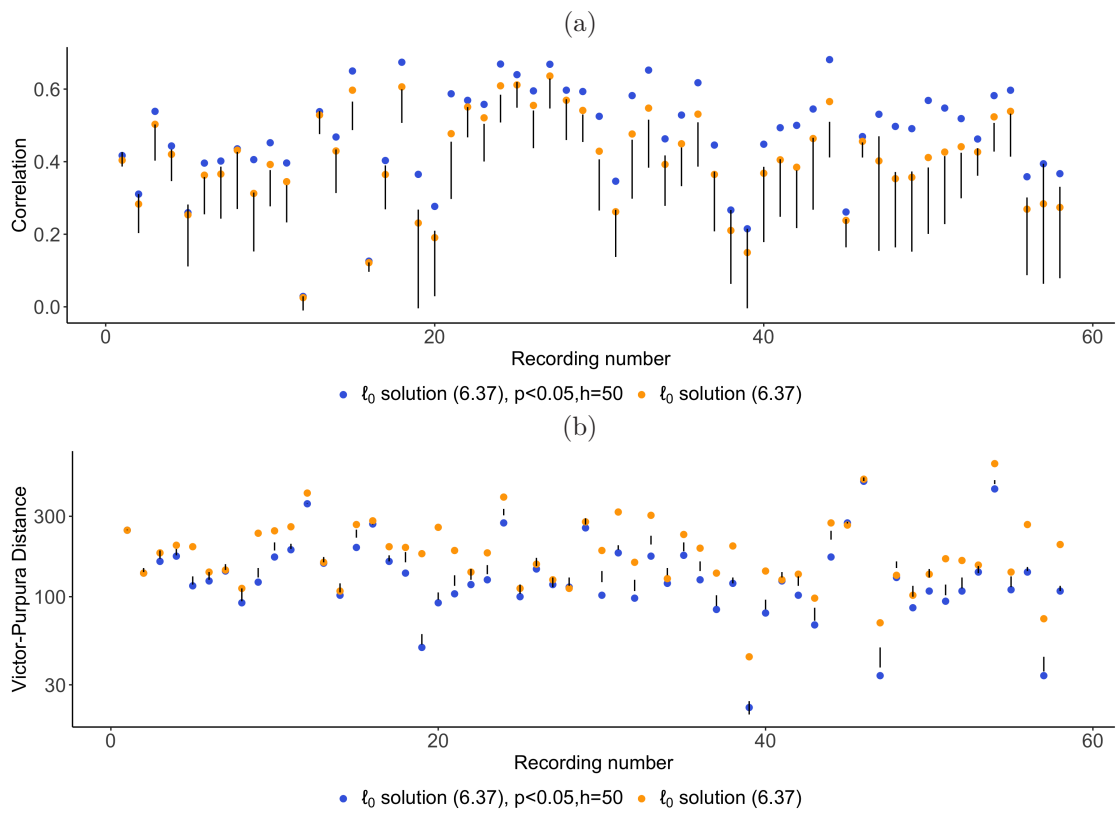 (a)
Correlation
0.6
0.4
0.2
0.0
0 20 40 60
Recording number
ℓ₀ solution (6.37), p<0.05,h=50 ℓ₀ solution (6.37)
(b)
Victor-Purpura Distance
300
100
30
0 20 40 60
Recording number
ℓ₀ solution (6.37), p<0.05,h=50 ℓ₀ solution (6.37)